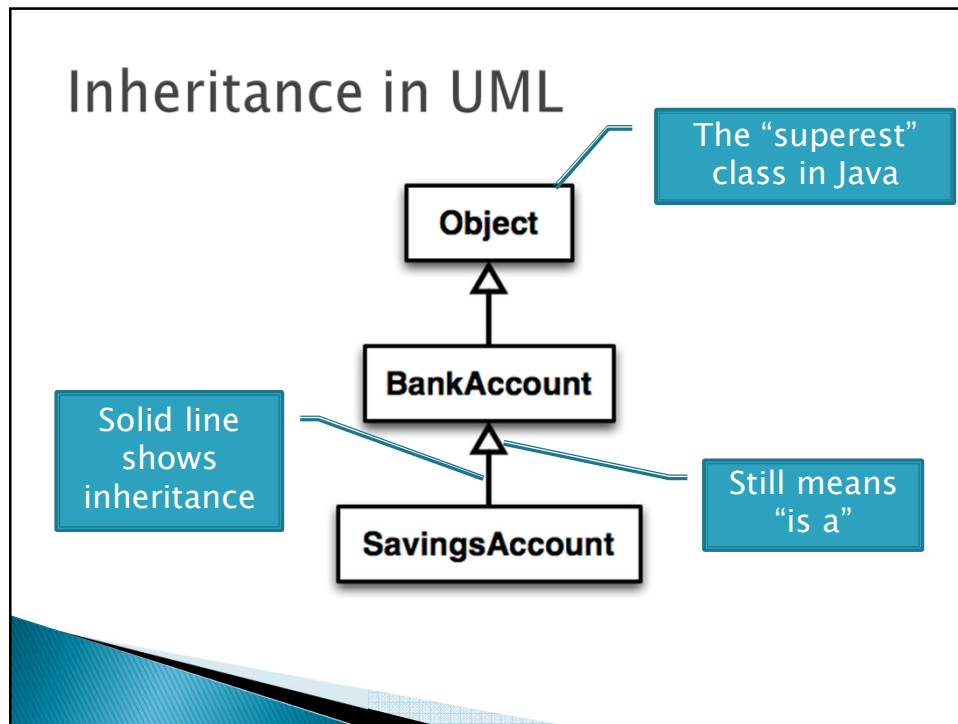 Inheritance in UML
The “superest”
class in Java
Object
BankAccount
Solid line
shows
inheritance
Still means
“is a”
SavingsAccount